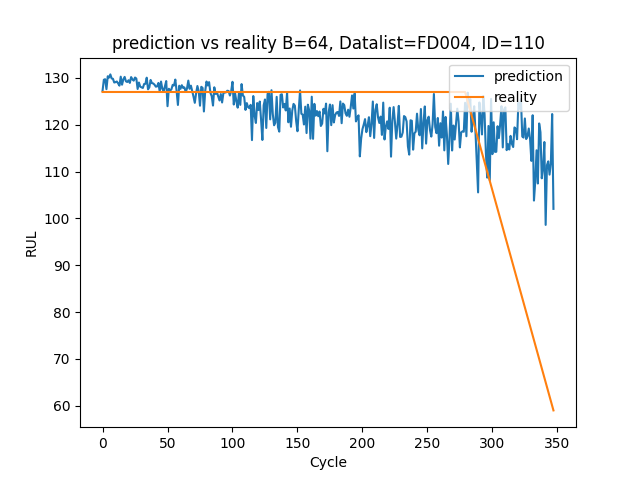 prediction vs reality B=64, Datalist=FD004, ID=110
prediction
reality
RUL
130
120
110
100
90
80
70
60
0 50 100 150 200 250 300 350
Cycle